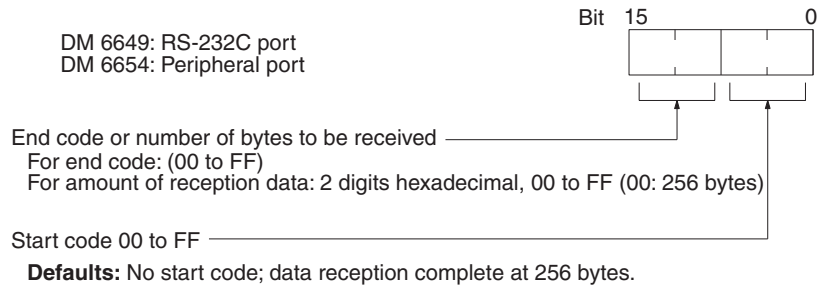 Bit 15 0
DM 6649: RS-232C port
DM 6654: Peripheral port
End code or number of bytes to be received
For end code: (00 to FF)
For amount of reception data: 2 digits hexadecimal, 00 to FF (00: 256 bytes)
Start code 00 to FF
Defaults: No start code; data reception complete at 256 bytes.